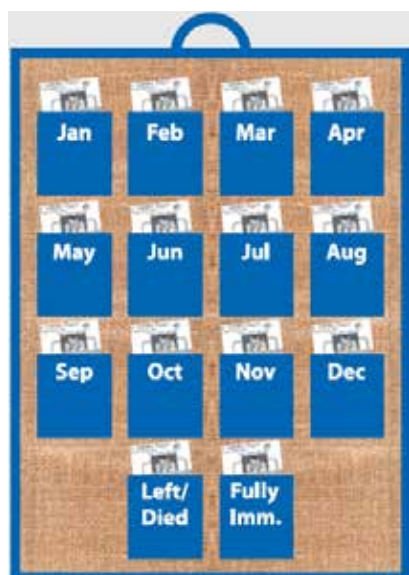 Jan Feb Mar Apr
May Jun Jul Aug
Sep Oct Nov Dec
Left/ Fully
Died Imm.